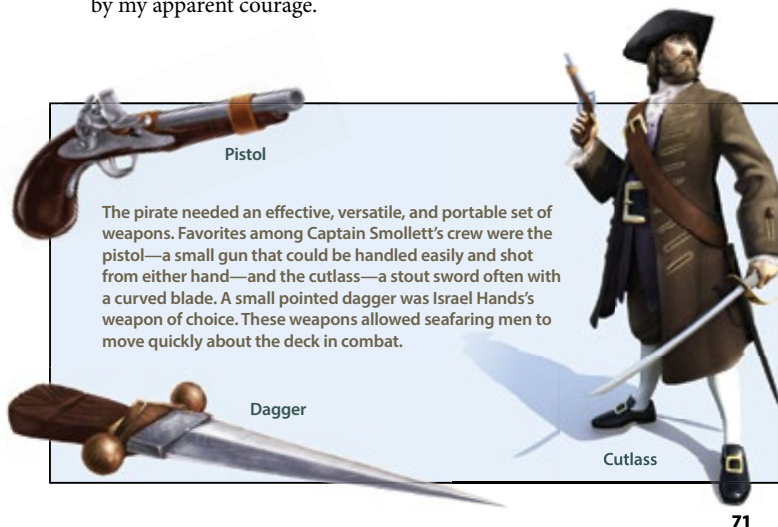 by my apparent courage.
Pistol
The pirate needed an effective, versatile, and portable set of
weapons. Favorites among Captain Smollett’s crew were the
pistol—a small gun that could be handled easily and shot
from either hand—and the cutlass—a stout sword often with
a curved blade. A small pointed dagger was Israel Hands’s
weapon of choice. These weapons allowed seafaring men to
move quickly about the deck in combat.
Dagger
Cutlass
71